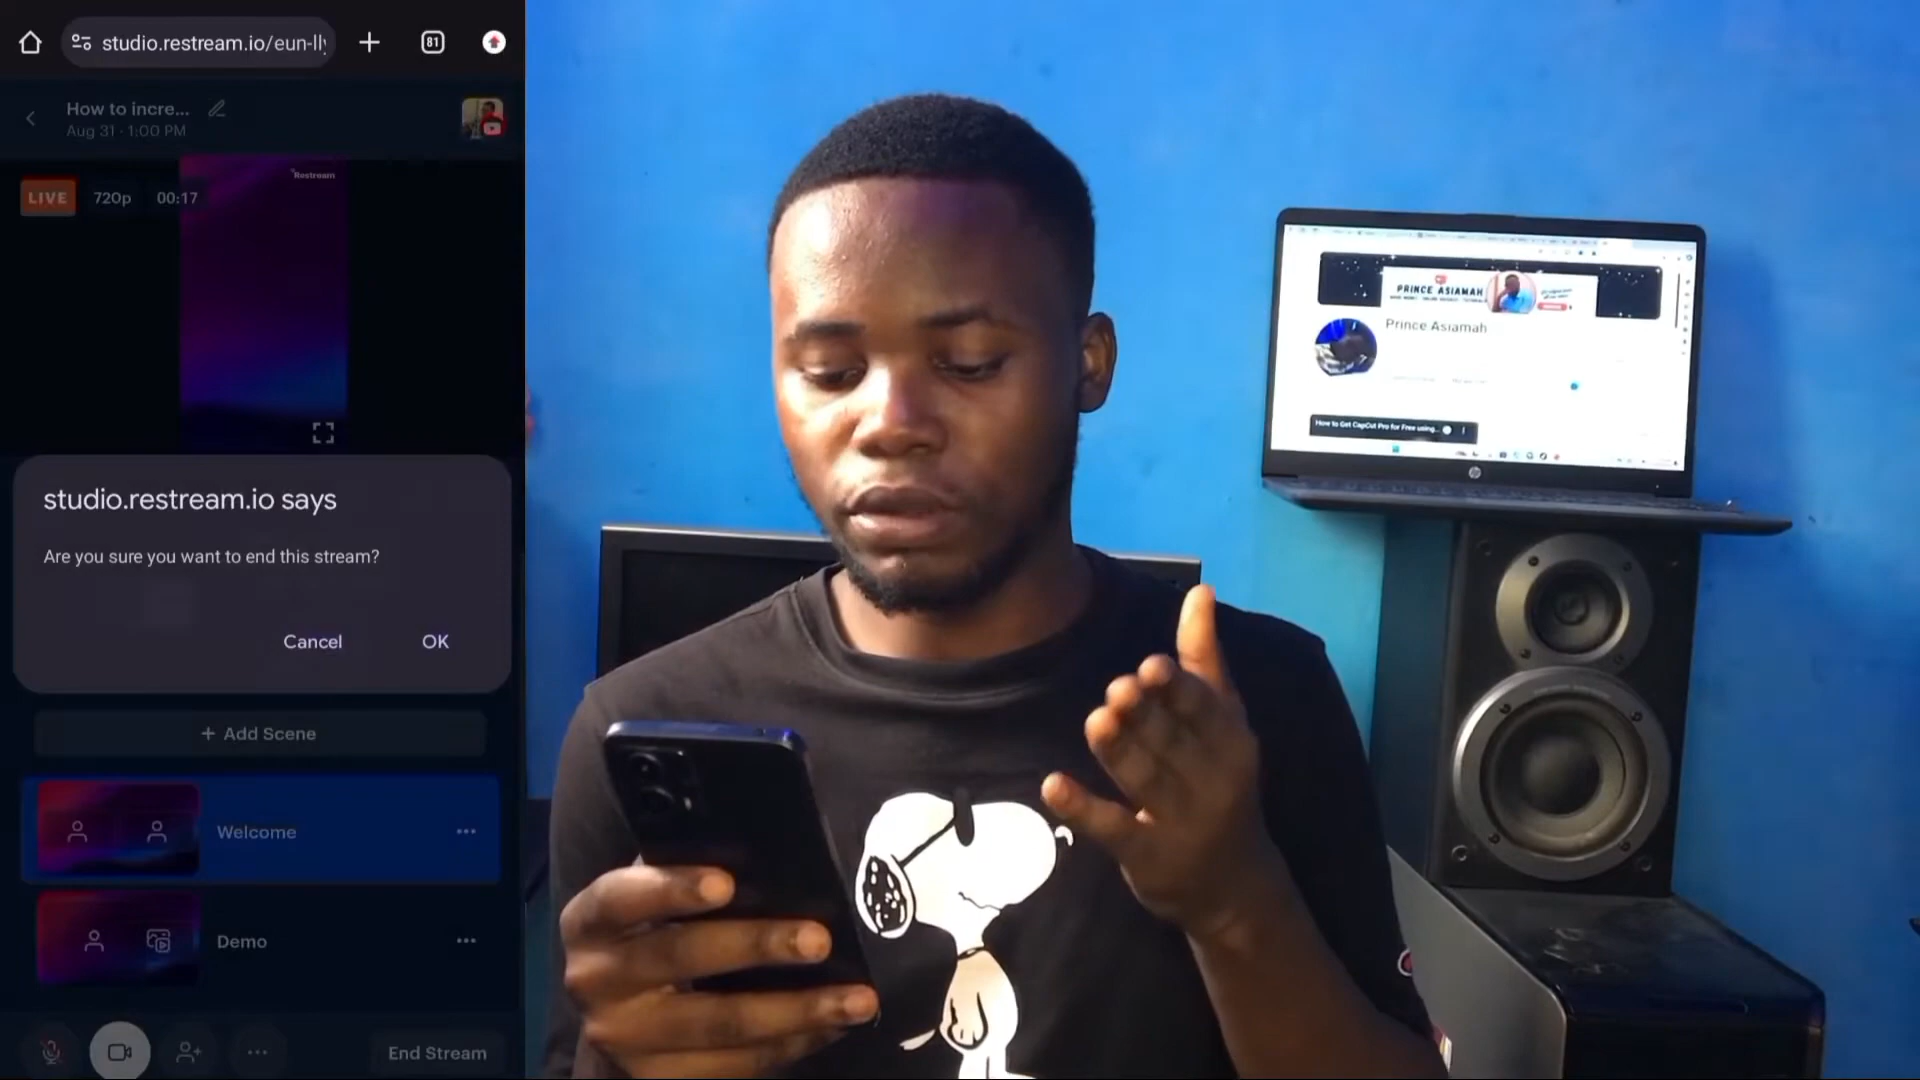 studio.restream.io/eun-lly
81
How to incre...
Aug 31 - 1:00 PM
Restream
LIVE 720p 00:17
studio.restream.io says
Are you sure you want to end this stream?
Cancel OK
+ Add Scene
Welcome
Demo
End Stream
PRINCE ASIAMAH
Prince Asiamah
How to Get CapCut Pro for Free using...
hp